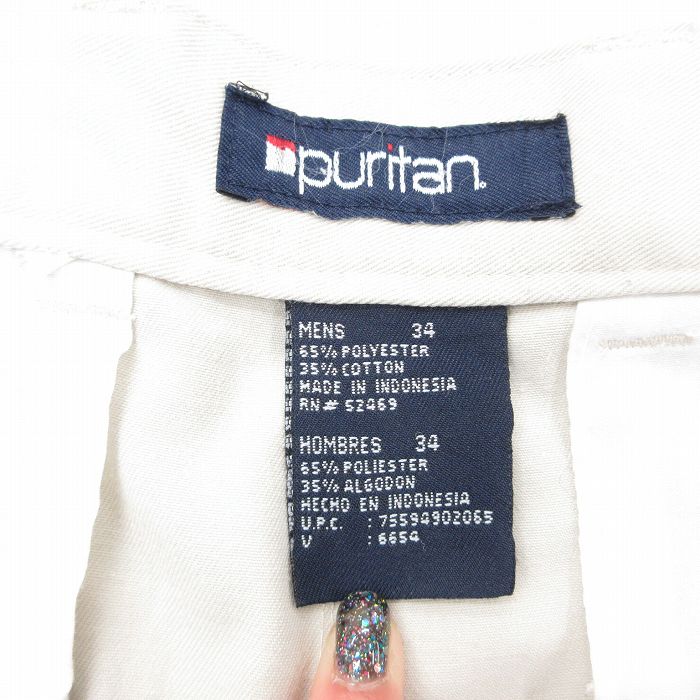 puritan
MENS 34
65% POLYESTER
35% COTTON
MADE IN INDONESIA
RN# 52469
HOMBRES 34
65% POLIESTER
35% ALGODON
HECHO EN INDONESIA
U.P.C. : 75594902065
V : 6654